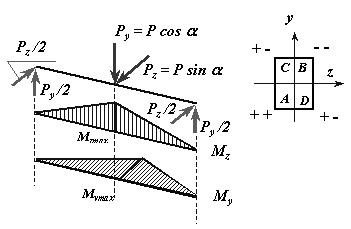 y
P_y = P cos α
P_z/2
P_z = P sin α
P_y/2
P_z/2
P_y/2
M_zmax
M_z
M_ymax
M_y
+ -
- -
C B
z
A D
+ +
+ -